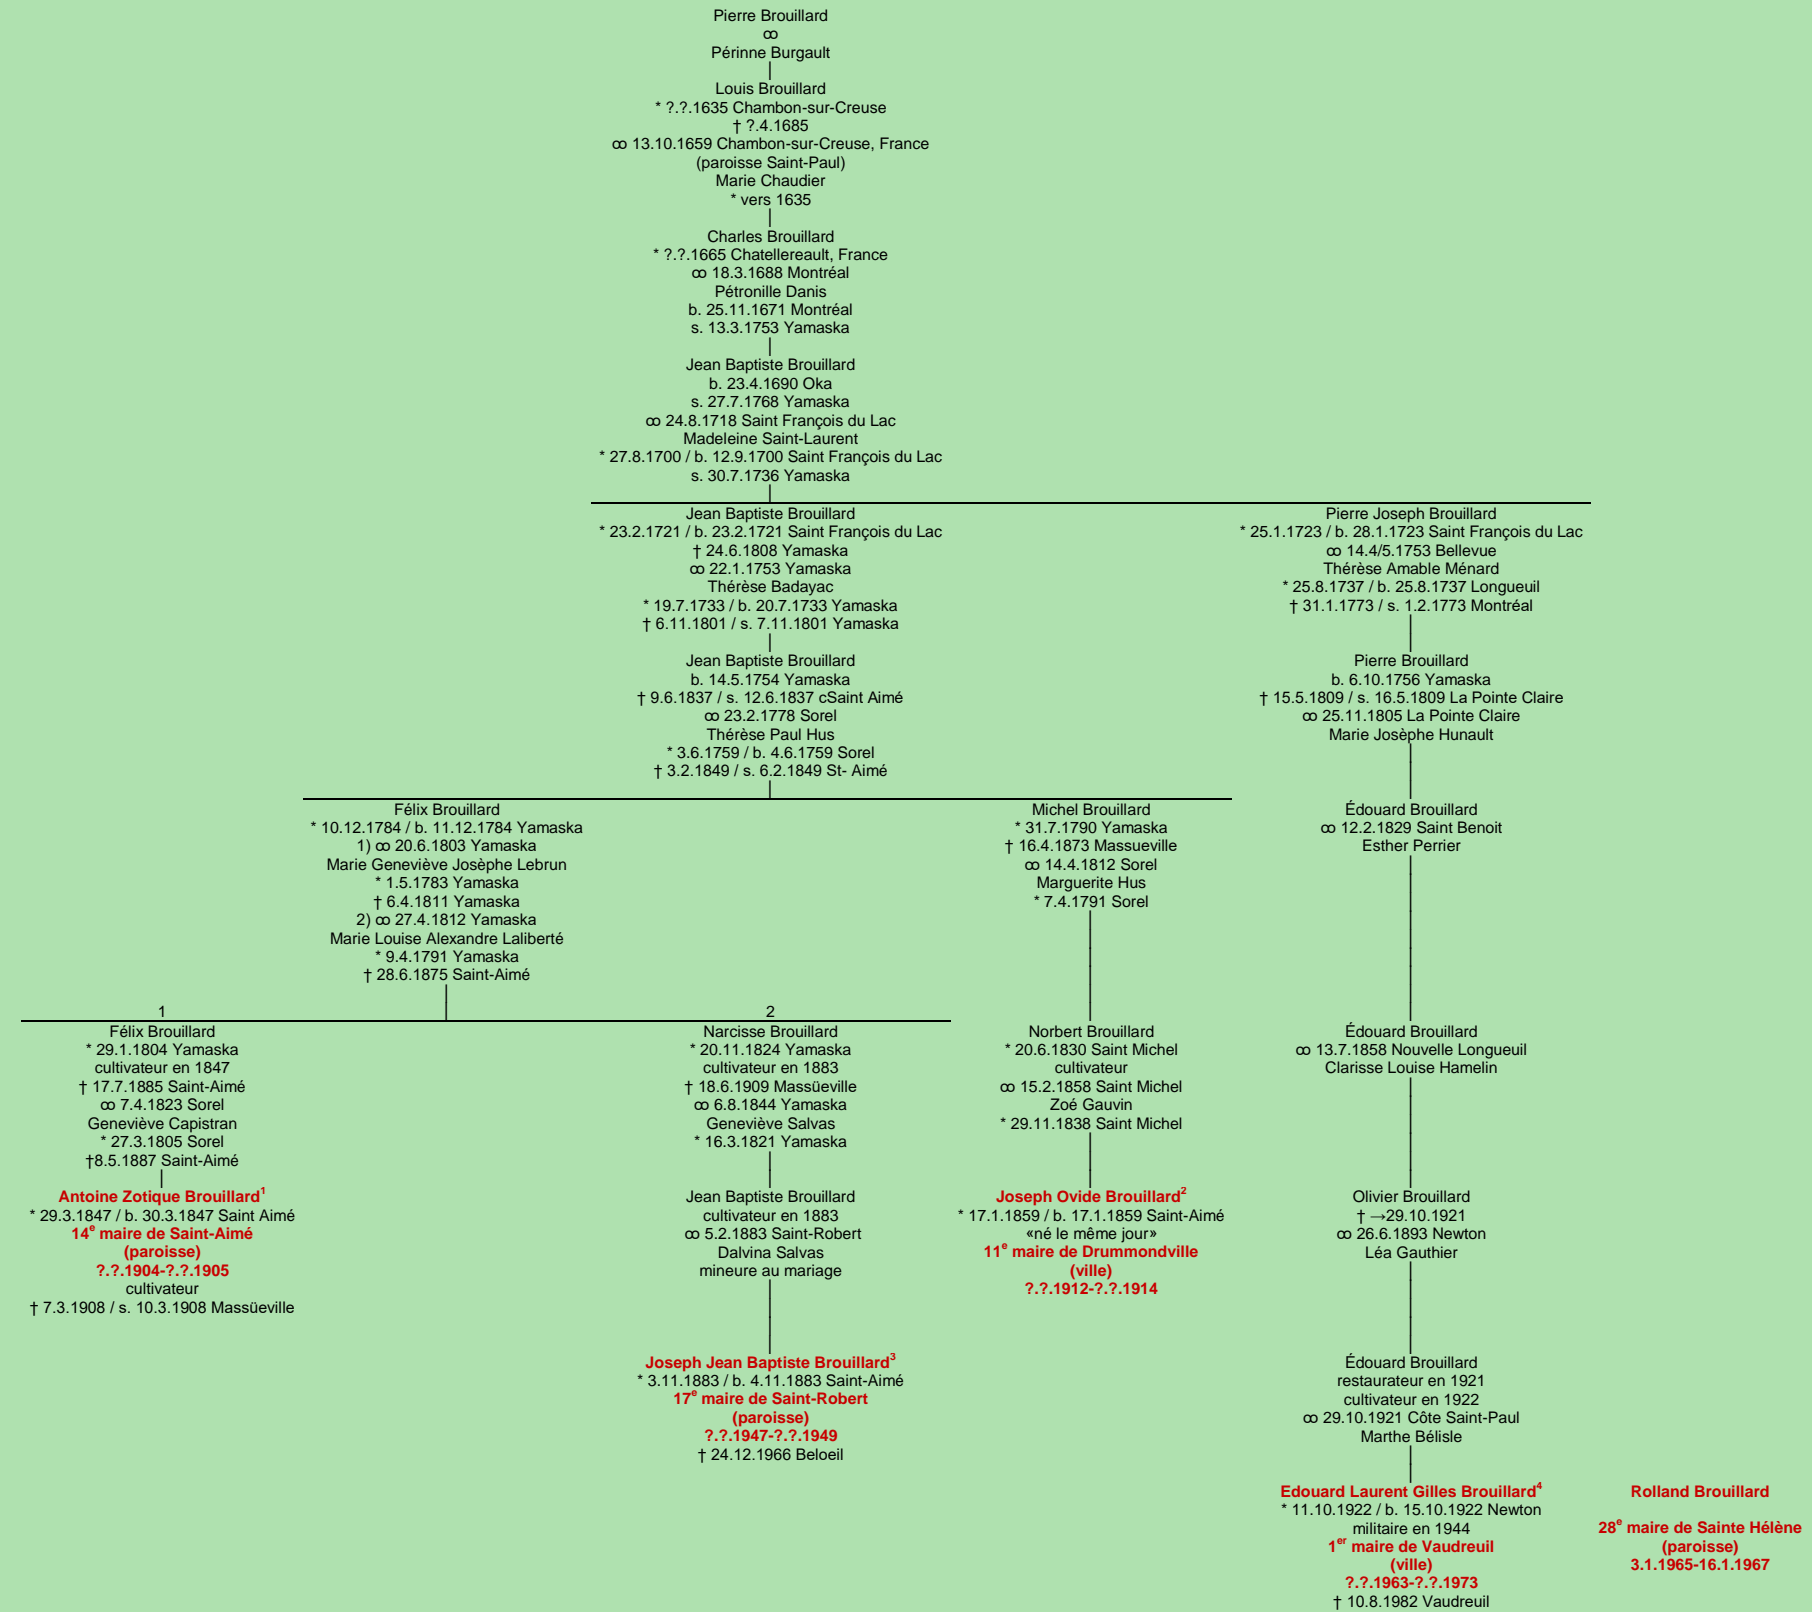 Pierre Brouillard
ꝏ
Périnne Burgault
Louis Brouillard
* ?.?.1635 Chambon-sur-Creuse
† ?.4.1685
ꝏ 13.10.1659 Chambon-sur-Creuse, France
(paroisse Saint-Paul)
Marie Chaudier
* vers 1635
Charles Brouillard
* ?.?.1665 Chatellereault, France
ꝏ 18.3.1688 Montréal
Pétronille Danis
b. 25.11.1671 Montréal
s. 13.3.1753 Yamaska
Jean Baptiste Brouillard
b. 23.4.1690 Oka
s. 27.7.1768 Yamaska
ꝏ 24.8.1718 Saint François du Lac
Madeleine Saint-Laurent
* 27.8.1700 / b. 12.9.1700 Saint François du Lac
s. 30.7.1736 Yamaska
Jean Baptiste Brouillard
* 23.2.1721 / b. 23.2.1721 Saint François du Lac
† 24.6.1808 Yamaska
ꝏ 22.1.1753 Yamaska
Thérèse Badayac
* 19.7.1733 / b. 20.7.1733 Yamaska
† 6.11.1801 / s. 7.11.1801 Yamaska
Pierre Joseph Brouillard
* 25.1.1723 / b. 28.1.1723 Saint François du Lac
ꝏ 14.4/5.1753 Bellevue
Thérèse Amable Ménard
* 25.8.1737 / b. 25.8.1737 Longueuil
† 31.1.1773 / s. 1.2.1773 Montréal
Jean Baptiste Brouillard
b. 14.5.1754 Yamaska
† 9.6.1837 / s. 12.6.1837 cSaint Aimé
ꝏ 23.2.1778 Sorel
Thérèse Paul Hus
* 3.6.1759 / b. 4.6.1759 Sorel
† 3.2.1849 / s. 6.2.1849 St- Aimé
Pierre Brouillard
b. 6.10.1756 Yamaska
† 15.5.1809 / s. 16.5.1809 La Pointe Claire
ꝏ 25.11.1805 La Pointe Claire
Marie Josèphe Hunault
Félix Brouillard
* 10.12.1784 / b. 11.12.1784 Yamaska
1) ꝏ 20.6.1803 Yamaska
Marie Geneviève Josèphe Lebrun
* 1.5.1783 Yamaska
† 6.4.1811 Yamaska
2) ꝏ 27.4.1812 Yamaska
Marie Louise Alexandre Laliberté
* 9.4.1791 Yamaska
† 28.6.1875 Saint-Aimé
Michel Brouillard
* 31.7.1790 Yamaska
† 16.4.1873 Massueville
ꝏ 14.4.1812 Sorel
Marguerite Hus
* 7.4.1791 Sorel
Édouard Brouillard
ꝏ 12.2.1829 Saint Benoit
Esther Perrier
1
Félix Brouillard
* 29.1.1804 Yamaska
cultivateur en 1847
† 17.7.1885 Saint-Aimé
ꝏ 7.4.1823 Sorel
Geneviève Capistran
* 27.3.1805 Sorel
†8.5.1887 Saint-Aimé
2
Narcisse Brouillard
* 20.11.1824 Yamaska
cultivateur en 1883
† 18.6.1909 Massüeville
ꝏ 6.8.1844 Yamaska
Geneviève Salvas
* 16.3.1821 Yamaska
Norbert Brouillard
* 20.6.1830 Saint Michel
cultivateur
ꝏ 15.2.1858 Saint Michel
Zoé Gauvin
* 29.11.1838 Saint Michel
Édouard Brouillard
ꝏ 13.7.1858 Nouvelle Longueuil
Clarisse Louise Hamelin
Antoine Zotique Brouillard¹
* 29.3.1847 / b. 30.3.1847 Saint Aimé
14ᵉ maire de Saint-Aimé
(paroisse)
?.?.1904-?.?.1905
cultivateur
† 7.3.1908 / s. 10.3.1908 Massüeville
Jean Baptiste Brouillard
cultivateur en 1883
ꝏ 5.2.1883 Saint-Robert
Dalvina Salvas
mineure au mariage
Joseph Ovide Brouillard²
* 17.1.1859 / b. 17.1.1859 Saint-Aimé
«né le même jour»
11ᵉ maire de Drummondville
(ville)
?.?.1912-?.?.1914
Olivier Brouillard
† →29.10.1921
ꝏ 26.6.1893 Newton
Léa Gauthier
Joseph Jean Baptiste Brouillard³
* 3.11.1883 / b. 4.11.1883 Saint-Aimé
17ᵉ maire de Saint-Robert
(paroisse)
?.?.1947-?.?.1949
† 24.12.1966 Beloeil
Édouard Brouillard
restaurateur en 1921
cultivateur en 1922
ꝏ 29.10.1921 Côte Saint-Paul
Marthe Bélisle
Edouard Laurent Gilles Brouillard⁴
* 11.10.1922 / b. 15.10.1922 Newton
militaire en 1944
1ᵉʳ maire de Vaudreuil
(ville)
?.?.1963-?.?.1973
† 10.8.1982 Vaudreuil
Rolland Brouillard
28ᵉ maire de Sainte Hélène
(paroisse)
3.1.1965-16.1.1967